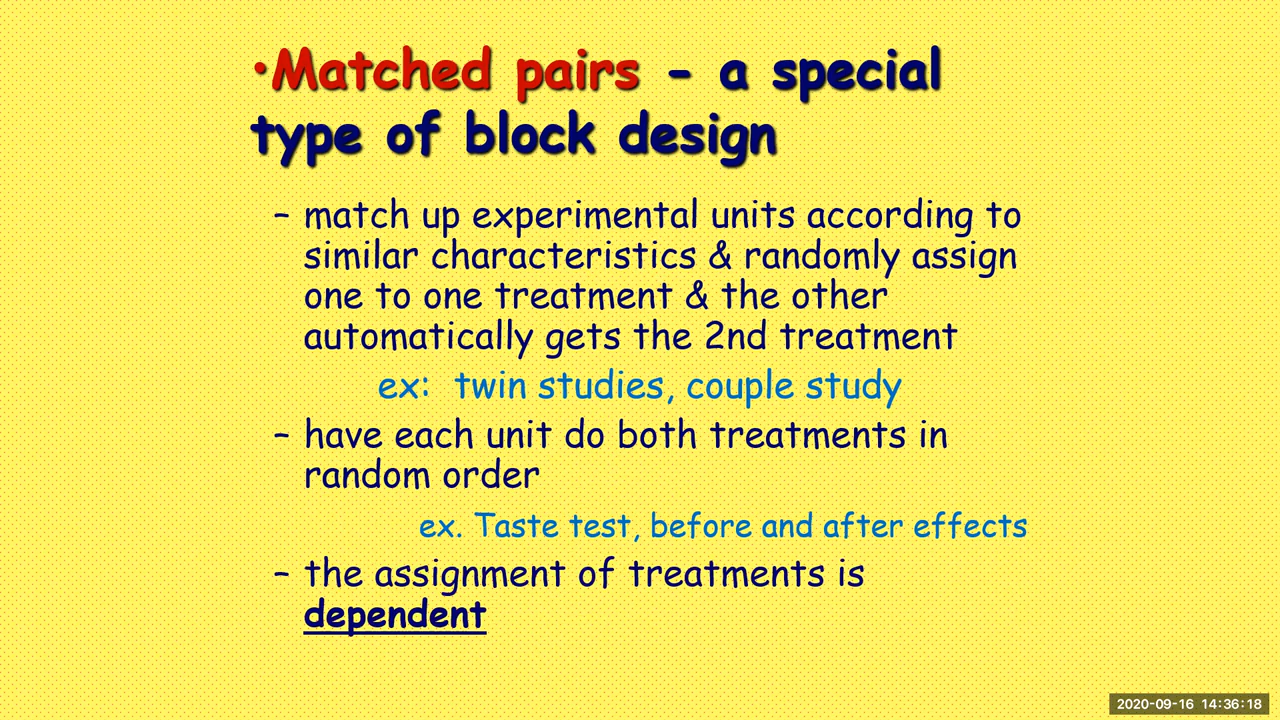 •Matched pairs - a special
type of block design
– match up experimental units according to
similar characteristics & randomly assign
one to one treatment & the other
automatically gets the 2nd treatment
ex:  twin studies, couple study
– have each unit do both treatments in
random order
ex. Taste test, before and after effects
– the assignment of treatments is
dependent
2020-09-16 14:36:18